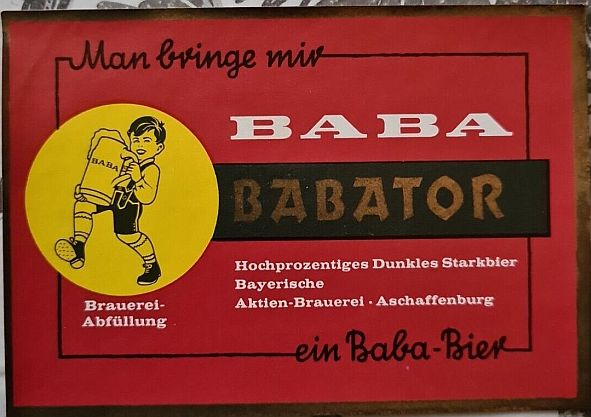 Man bringe mir
BABA
BABA
BABATOR
Hochprozentiges Dunkles Starkbier
Bayerische
Aktien-Brauerei · Aschaffenburg
Brauerei-
Abfüllung
ein Baba-Bier